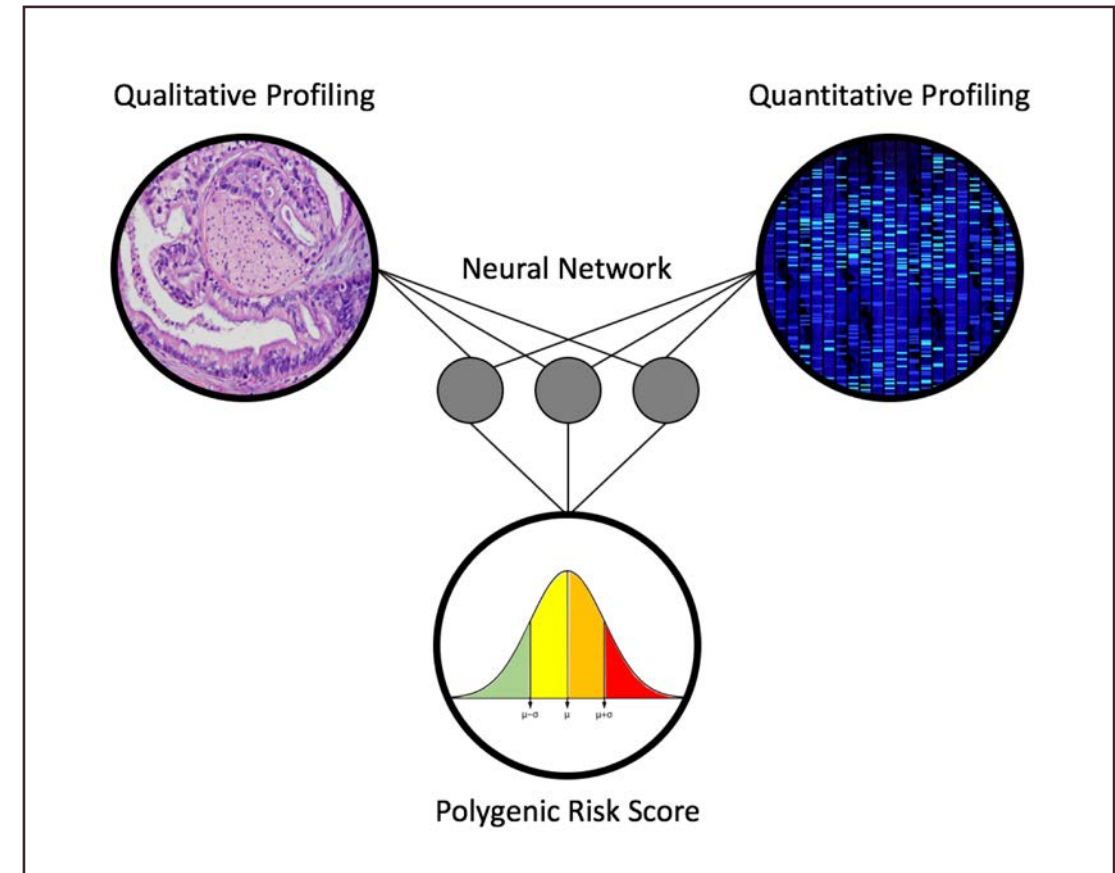 Qualitative Profiling
Quantitative Profiling
Neural Network
μ−σ
μ
μ+σ
Polygenic Risk Score